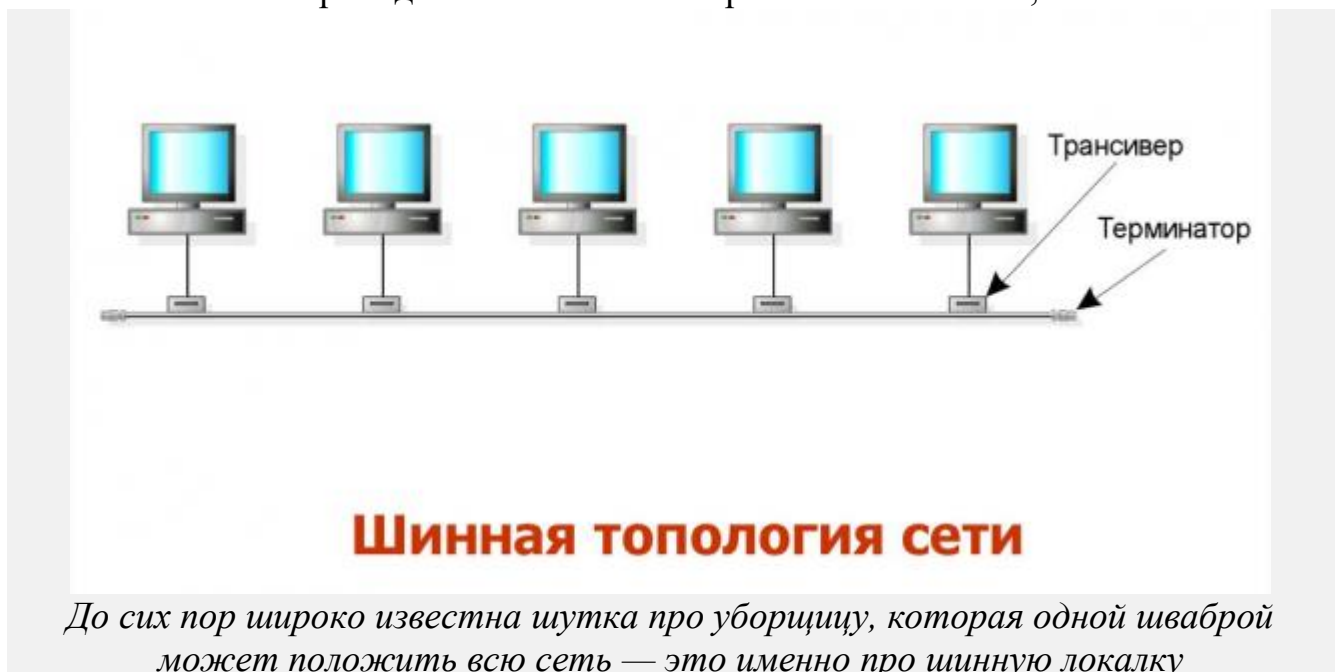 Трансивер
Терминатор
Шинная топология сети
До сих пор широко известна шутка про уборщицу, которая одной шваброй
может положить всю сеть — это именно про шинную локалку